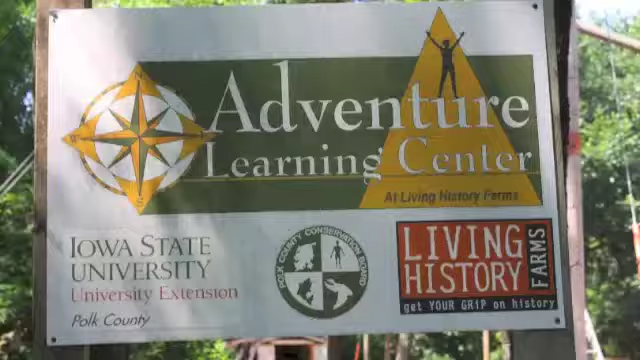 Adventure
Learning Center
At Living History Farms
IOWA STATE
UNIVERSITY
University Extension
Polk County
POLK COUNTY CONSERVATION BOARD
LIVING
HISTORY
FARMS
get YOUR GRiP on history